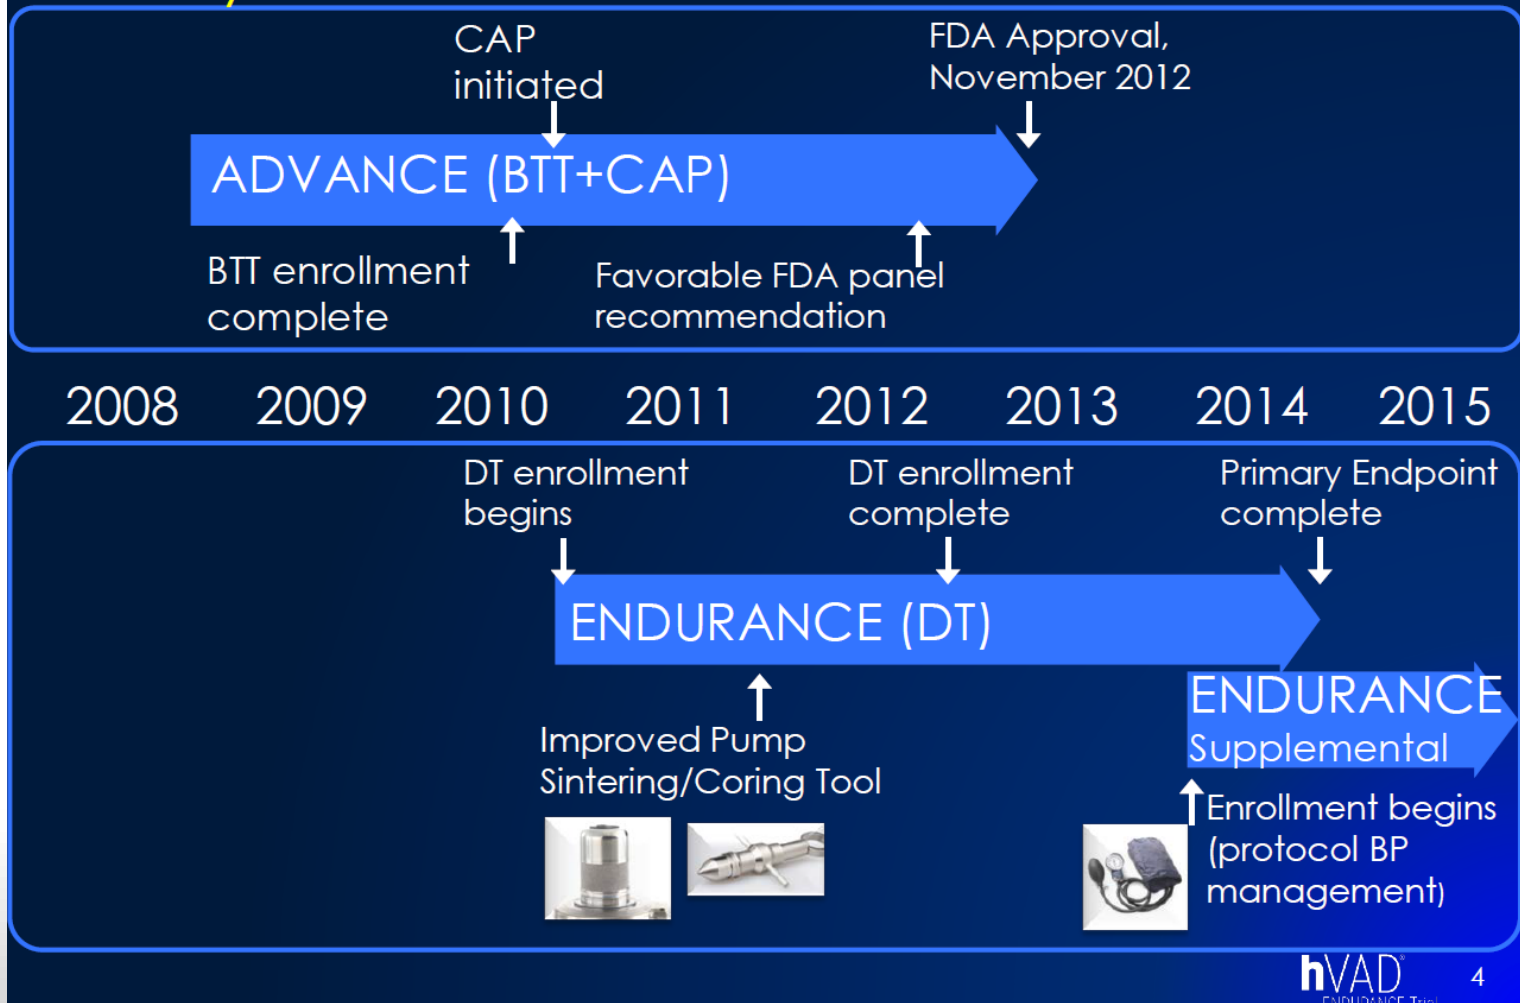 CAP
initiated
FDA Approval,
November 2012
ADVANCE (BTT+CAP)
BTT enrollment
complete
Favorable FDA panel
recommendation
2008 2009 2010 2011 2012 2013 2014 2015
DT enrollment
begins
DT enrollment
complete
Primary Endpoint
complete
ENDURANCE (DT)
ENDURANCE
Supplemental
Improved Pump
Sintering/Coring Tool
Enrollment begins
(protocol BP
management)
hVAD®
ENDURANCE Trial
4